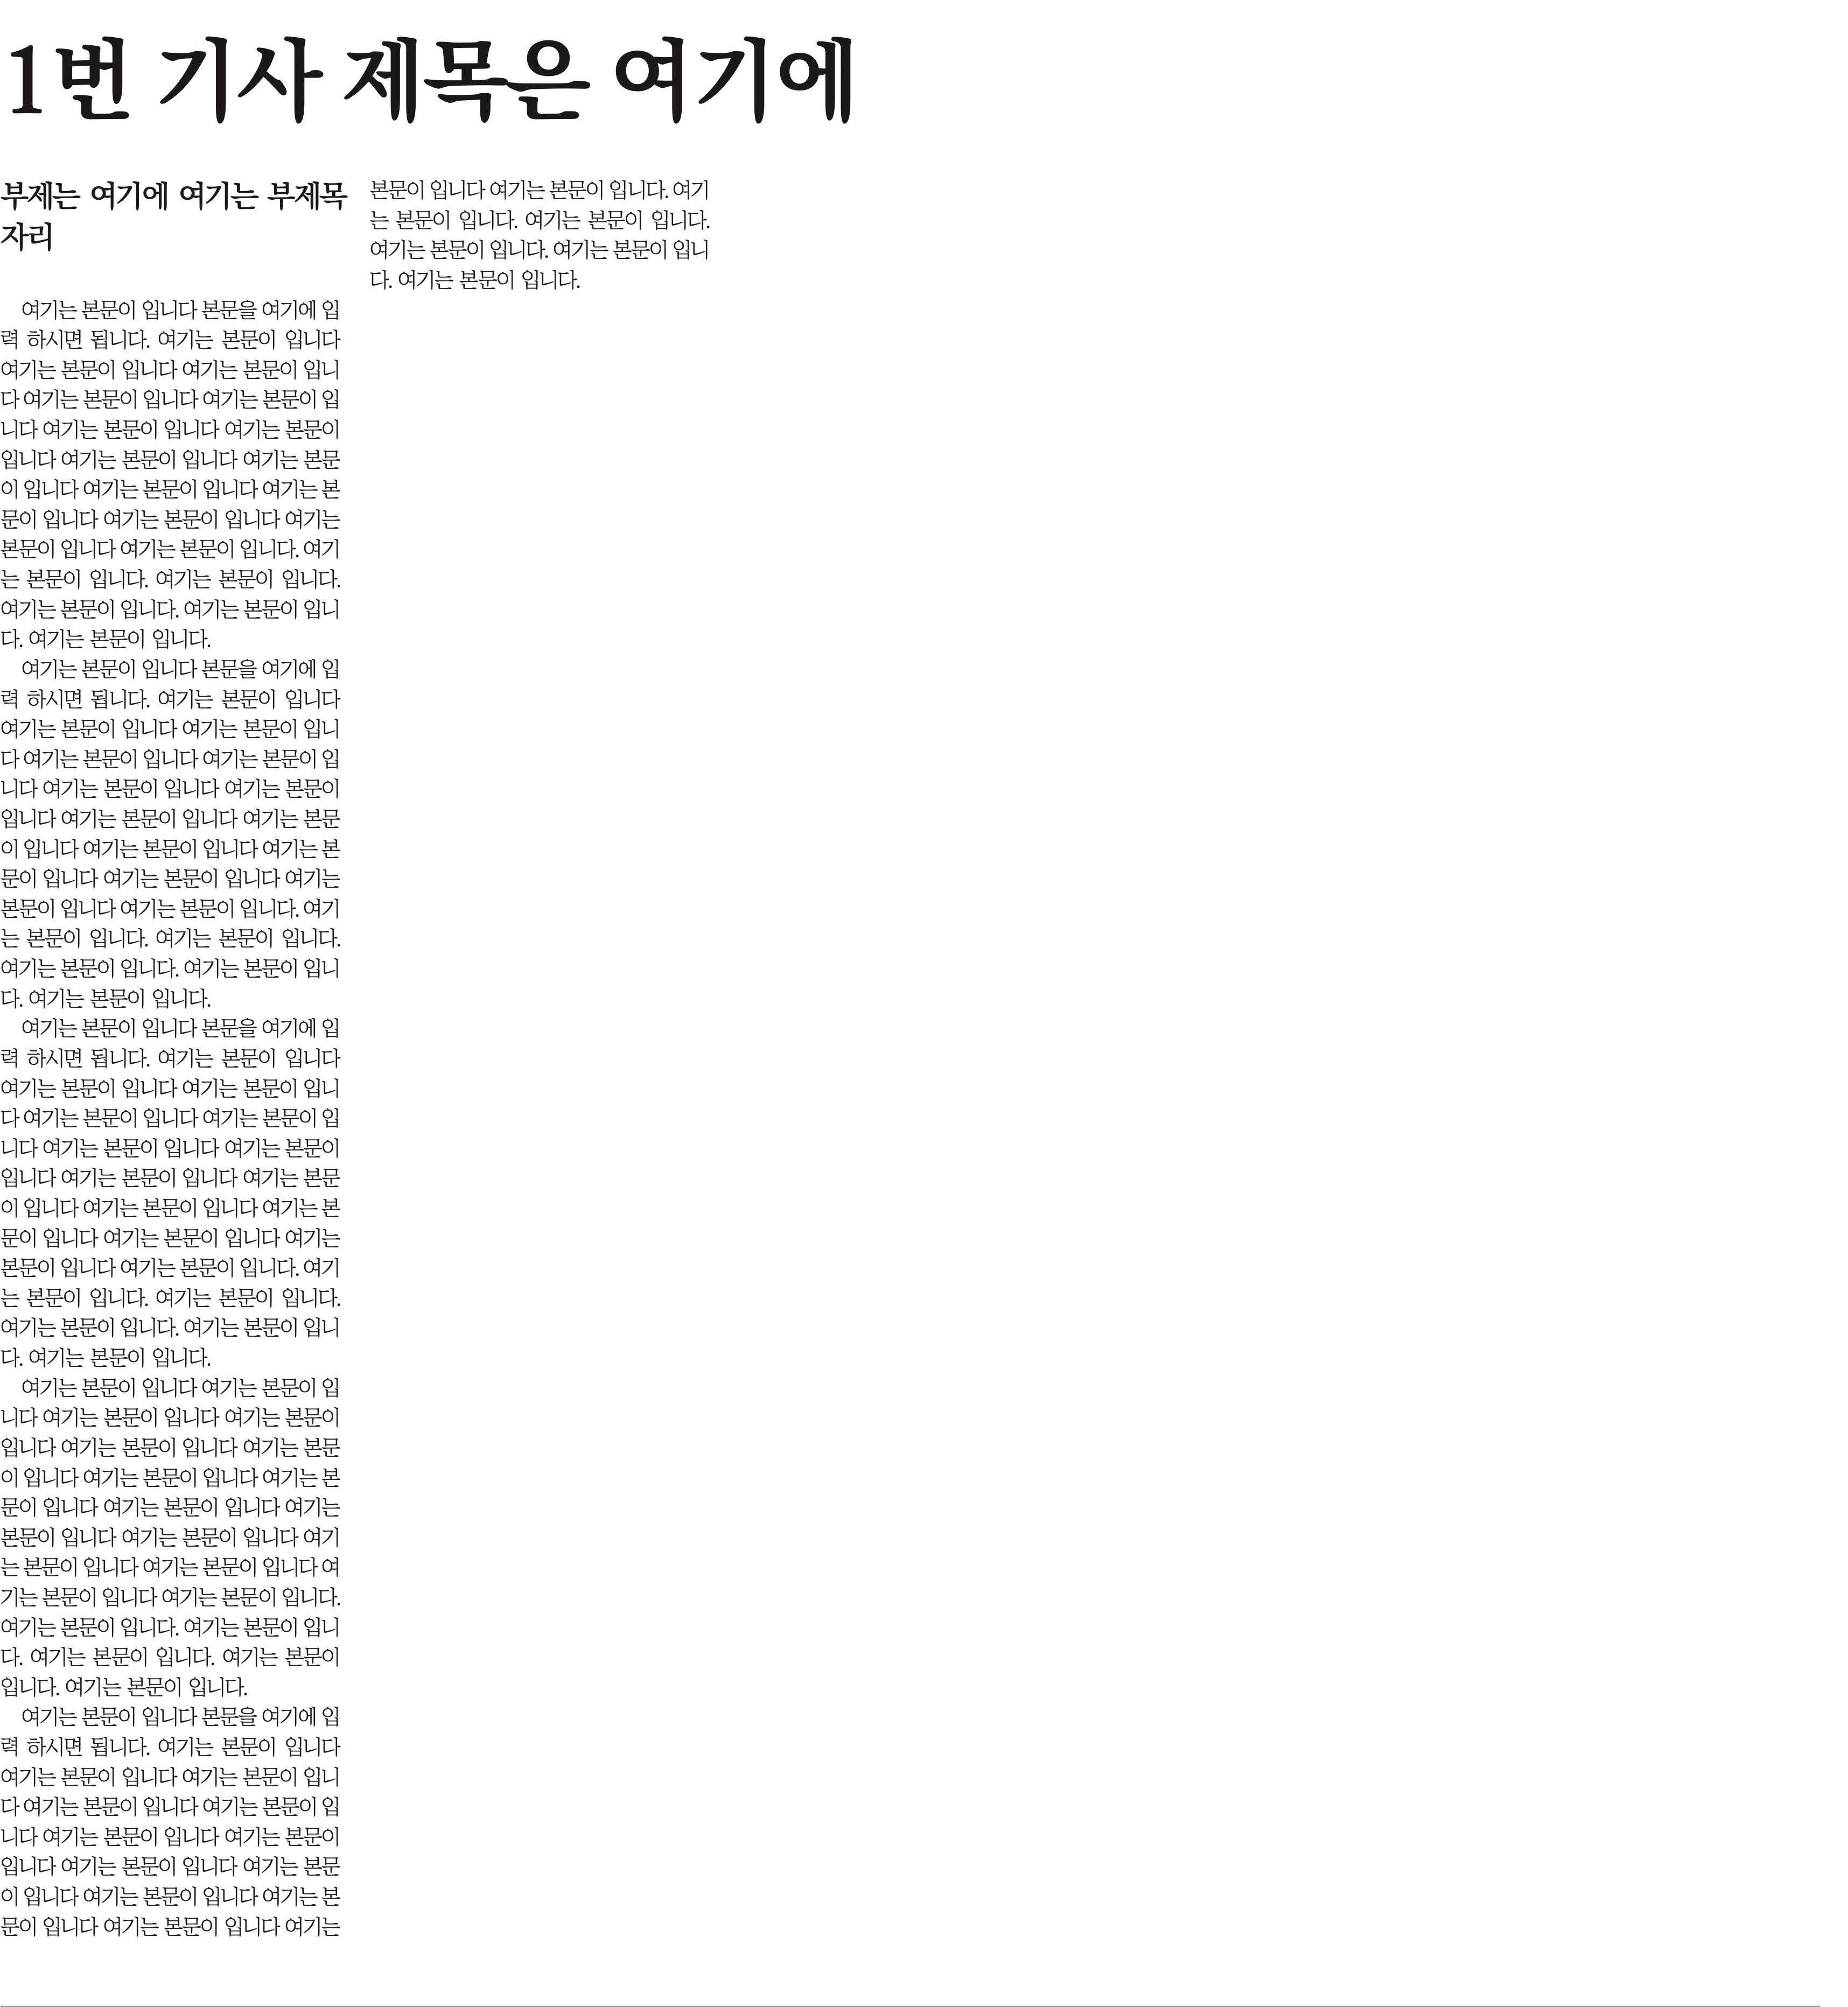 1번 기사 제목은 여기에
부제는 여기에 여기는 부제목
자리
여기는 본문이 입니다 본문을 여기에 입
력 하시면 됩니다. 여기는 본문이 입니다
여기는 본문이 입니다 여기는 본문이 입니
다 여기는 본문이 입니다 여기는 본문이 입
니다 여기는 본문이 입니다 여기는 본문이
입니다 여기는 본문이 입니다 여기는 본문
이 입니다 여기는 본문이 입니다 여기는 본
문이 입니다 여기는 본문이 입니다 여기는
본문이 입니다 여기는 본문이 입니다. 여기
는 본문이 입니다. 여기는 본문이 입니다.
여기는 본문이 입니다. 여기는 본문이 입니
다. 여기는 본문이 입니다.
여기는 본문이 입니다 본문을 여기에 입
력 하시면 됩니다. 여기는 본문이 입니다
여기는 본문이 입니다 여기는 본문이 입니
다 여기는 본문이 입니다 여기는 본문이 입
니다 여기는 본문이 입니다 여기는 본문이
입니다 여기는 본문이 입니다 여기는 본문
이 입니다 여기는 본문이 입니다 여기는 본
문이 입니다 여기는 본문이 입니다 여기는
본문이 입니다 여기는 본문이 입니다. 여기
는 본문이 입니다. 여기는 본문이 입니다.
여기는 본문이 입니다. 여기는 본문이 입니
다. 여기는 본문이 입니다.
여기는 본문이 입니다 본문을 여기에 입
력 하시면 됩니다. 여기는 본문이 입니다
여기는 본문이 입니다 여기는 본문이 입니
다 여기는 본문이 입니다 여기는 본문이 입
니다 여기는 본문이 입니다 여기는 본문이
입니다 여기는 본문이 입니다 여기는 본문
이 입니다 여기는 본문이 입니다 여기는 본
문이 입니다 여기는 본문이 입니다 여기는
본문이 입니다 여기는 본문이 입니다. 여기
는 본문이 입니다. 여기는 본문이 입니다.
여기는 본문이 입니다. 여기는 본문이 입니
다. 여기는 본문이 입니다.
여기는 본문이 입니다 여기는 본문이 입
니다 여기는 본문이 입니다 여기는 본문이
입니다 여기는 본문이 입니다 여기는 본문
이 입니다 여기는 본문이 입니다 여기는 본
문이 입니다 여기는 본문이 입니다 여기는
본문이 입니다 여기는 본문이 입니다 여기
는 본문이 입니다 여기는 본문이 입니다 여
기는 본문이 입니다 여기는 본문이 입니다.
여기는 본문이 입니다. 여기는 본문이 입니
다. 여기는 본문이 입니다. 여기는 본문이
입니다. 여기는 본문이 입니다.
여기는 본문이 입니다 본문을 여기에 입
력 하시면 됩니다. 여기는 본문이 입니다
여기는 본문이 입니다 여기는 본문이 입니
다 여기는 본문이 입니다 여기는 본문이 입
니다 여기는 본문이 입니다 여기는 본문이
입니다 여기는 본문이 입니다 여기는 본문
이 입니다 여기는 본문이 입니다 여기는 본
문이 입니다 여기는 본문이 입니다 여기는
본문이 입니다 여기는 본문이 입니다. 여기
는 본문이 입니다. 여기는 본문이 입니다.
여기는 본문이 입니다. 여기는 본문이 입니
다. 여기는 본문이 입니다.